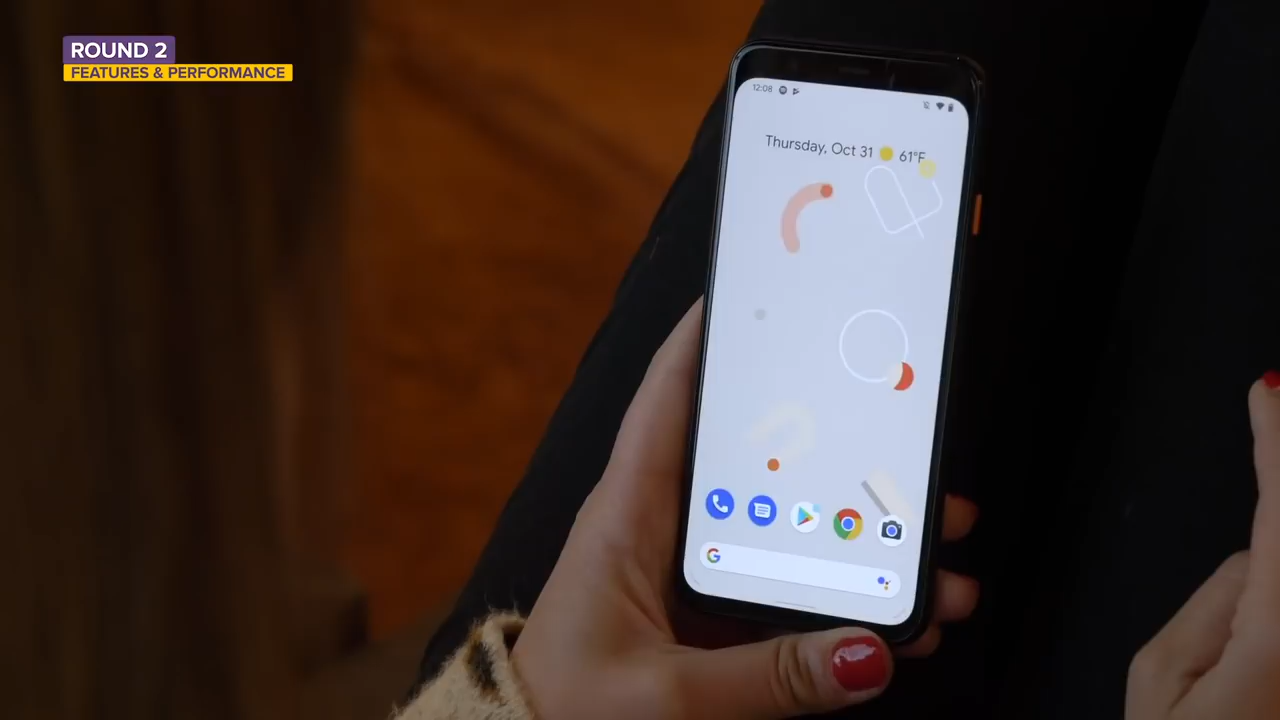 ROUND 2
FEATURES & PERFORMANCE
12:08
Thursday, Oct 31 61°F
G